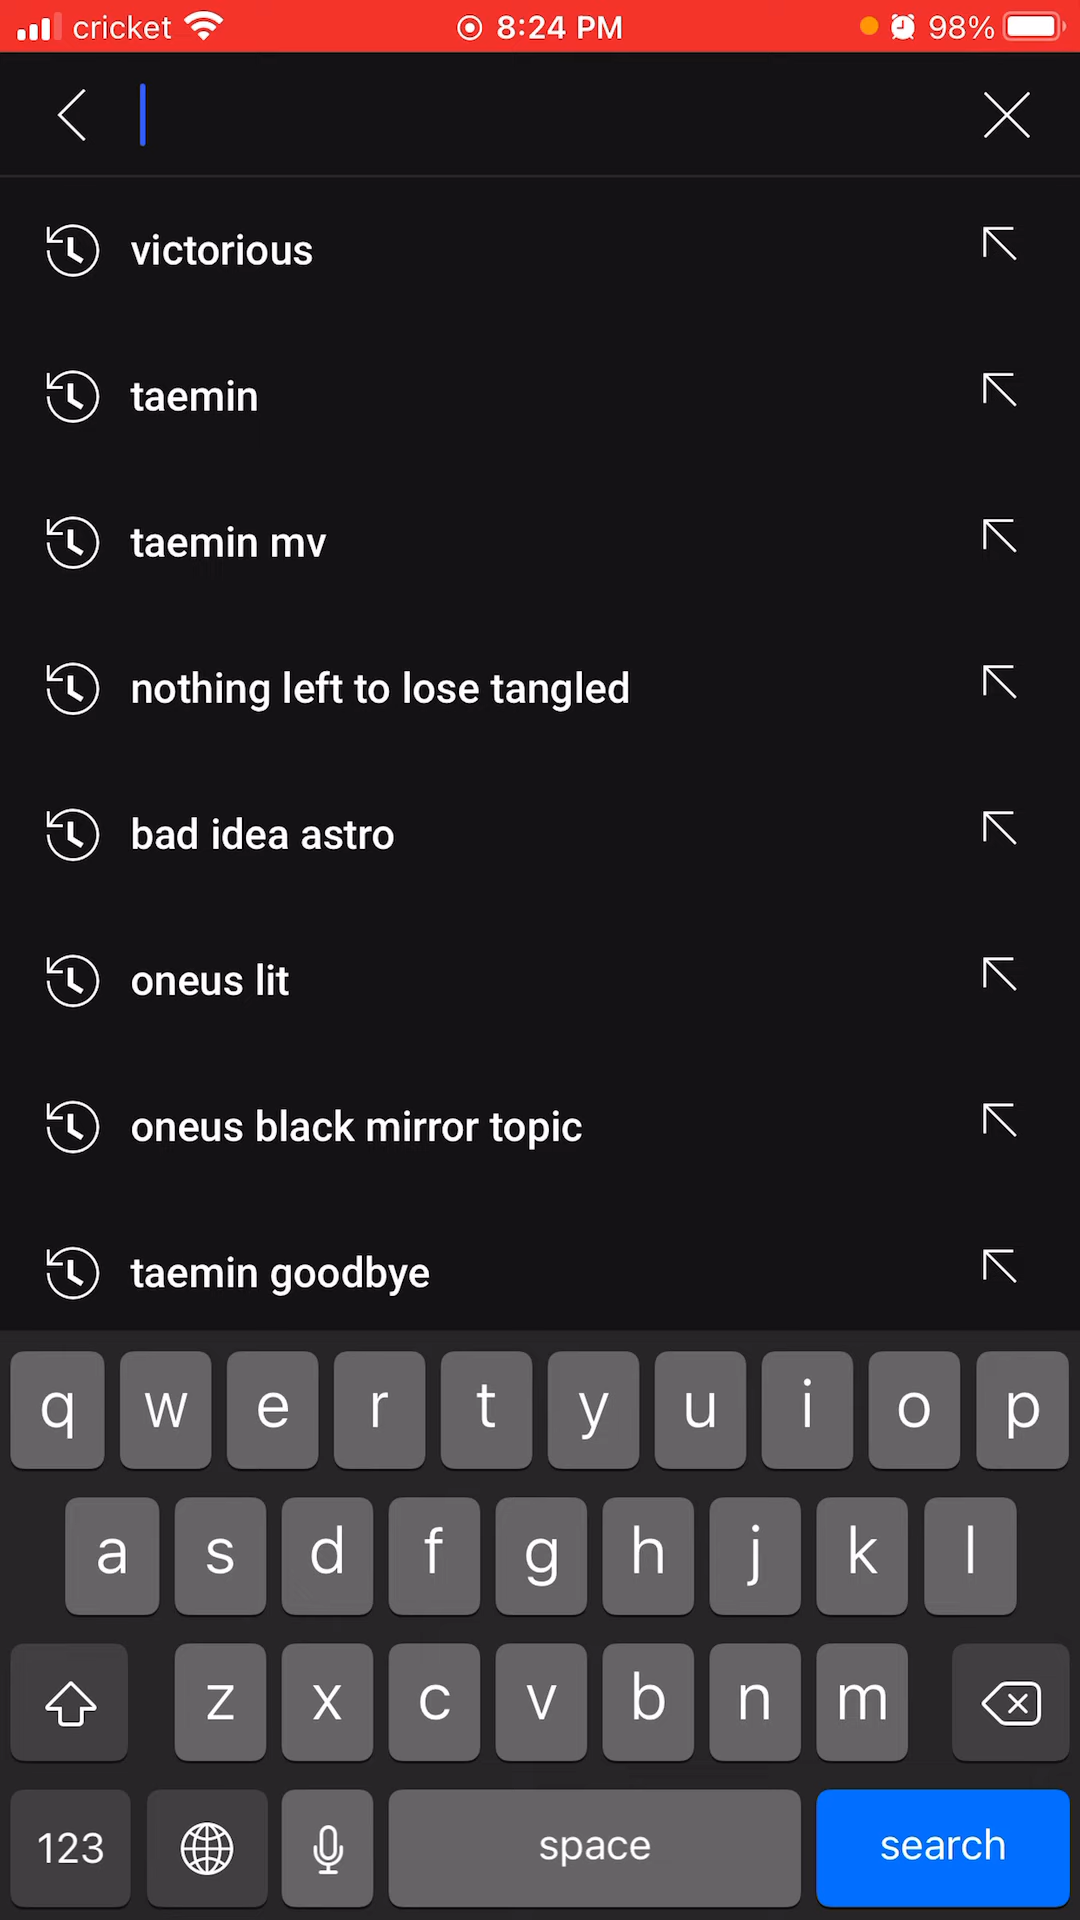 cricket 8:24 PM 98%
victorious
taemin
taemin mv
nothing left to lose tangled
bad idea astro
oneus lit
oneus black mirror topic
taemin goodbye
q w e r t y u i o p
a s d f g h j k l
z x c v b n m
123 space search